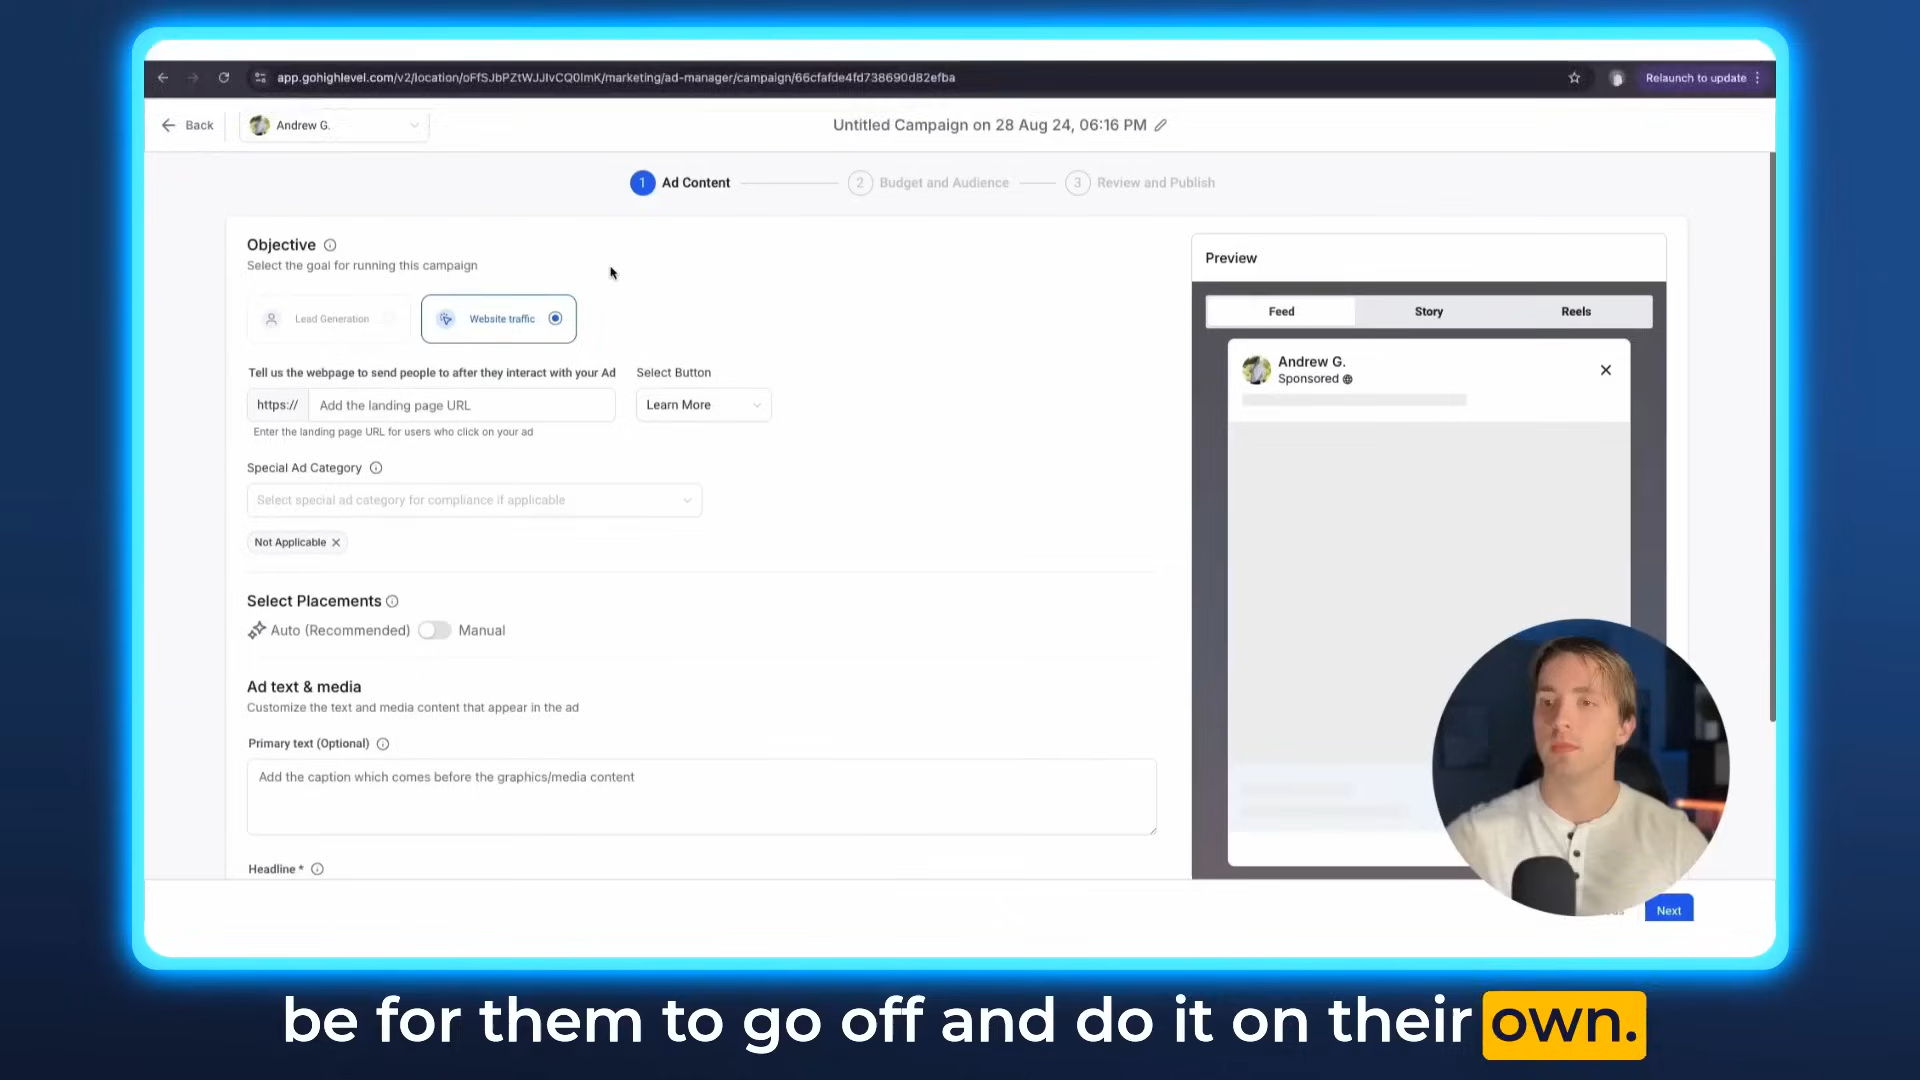 app.gohighlevel.com/v2/location/oFfSJbPZtWJJIvCQ0ImK/marketing/ad-manager/campaign/66cfafde4fd738690d82efba
Relaunch to update
Back
Andrew G.
Untitled Campaign on 28 Aug 24, 06:16 PM
1 Ad Content
2 Budget and Audience
3 Review and Publish
Objective
Select the goal for running this campaign
Lead Generation
Website traffic
Tell us the webpage to send people to after they interact with your Ad
Select Button
https://
Add the landing page URL
Learn More
Enter the landing page URL for users who click on your ad
Special Ad Category
Select special ad category for compliance if applicable
Not Applicable
Select Placements
Auto (Recommended)
Manual
Ad text & media
Customize the text and media content that appear in the ad
Primary text (Optional)
Add the caption which comes before the graphics/media content
Headline *
Preview
Feed
Story
Reels
Andrew G.
Sponsored
Next
be for them to go off and do it on their own.